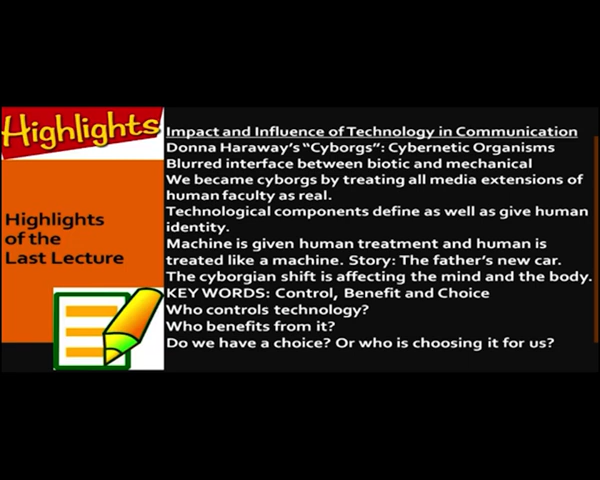 Highlights
Highlights
of the
Last Lecture
Impact and Influence of Technology in Communication
Donna Haraway's "Cyborgs": Cybernetic Organisms
Blurred interface between biotic and mechanical
We became cyborgs by treating all media extensions of
human faculty as real.
Technological components define as well as give human
identity.
Machine is given human treatment and human is
treated like a machine. Story: The father's new car.
The cyborgian shift is affecting the mind and the body.
KEY WORDS: Control, Benefit and Choice
Who controls technology?
Who benefits from it?
Do we have a choice? Or who is choosing it for us?